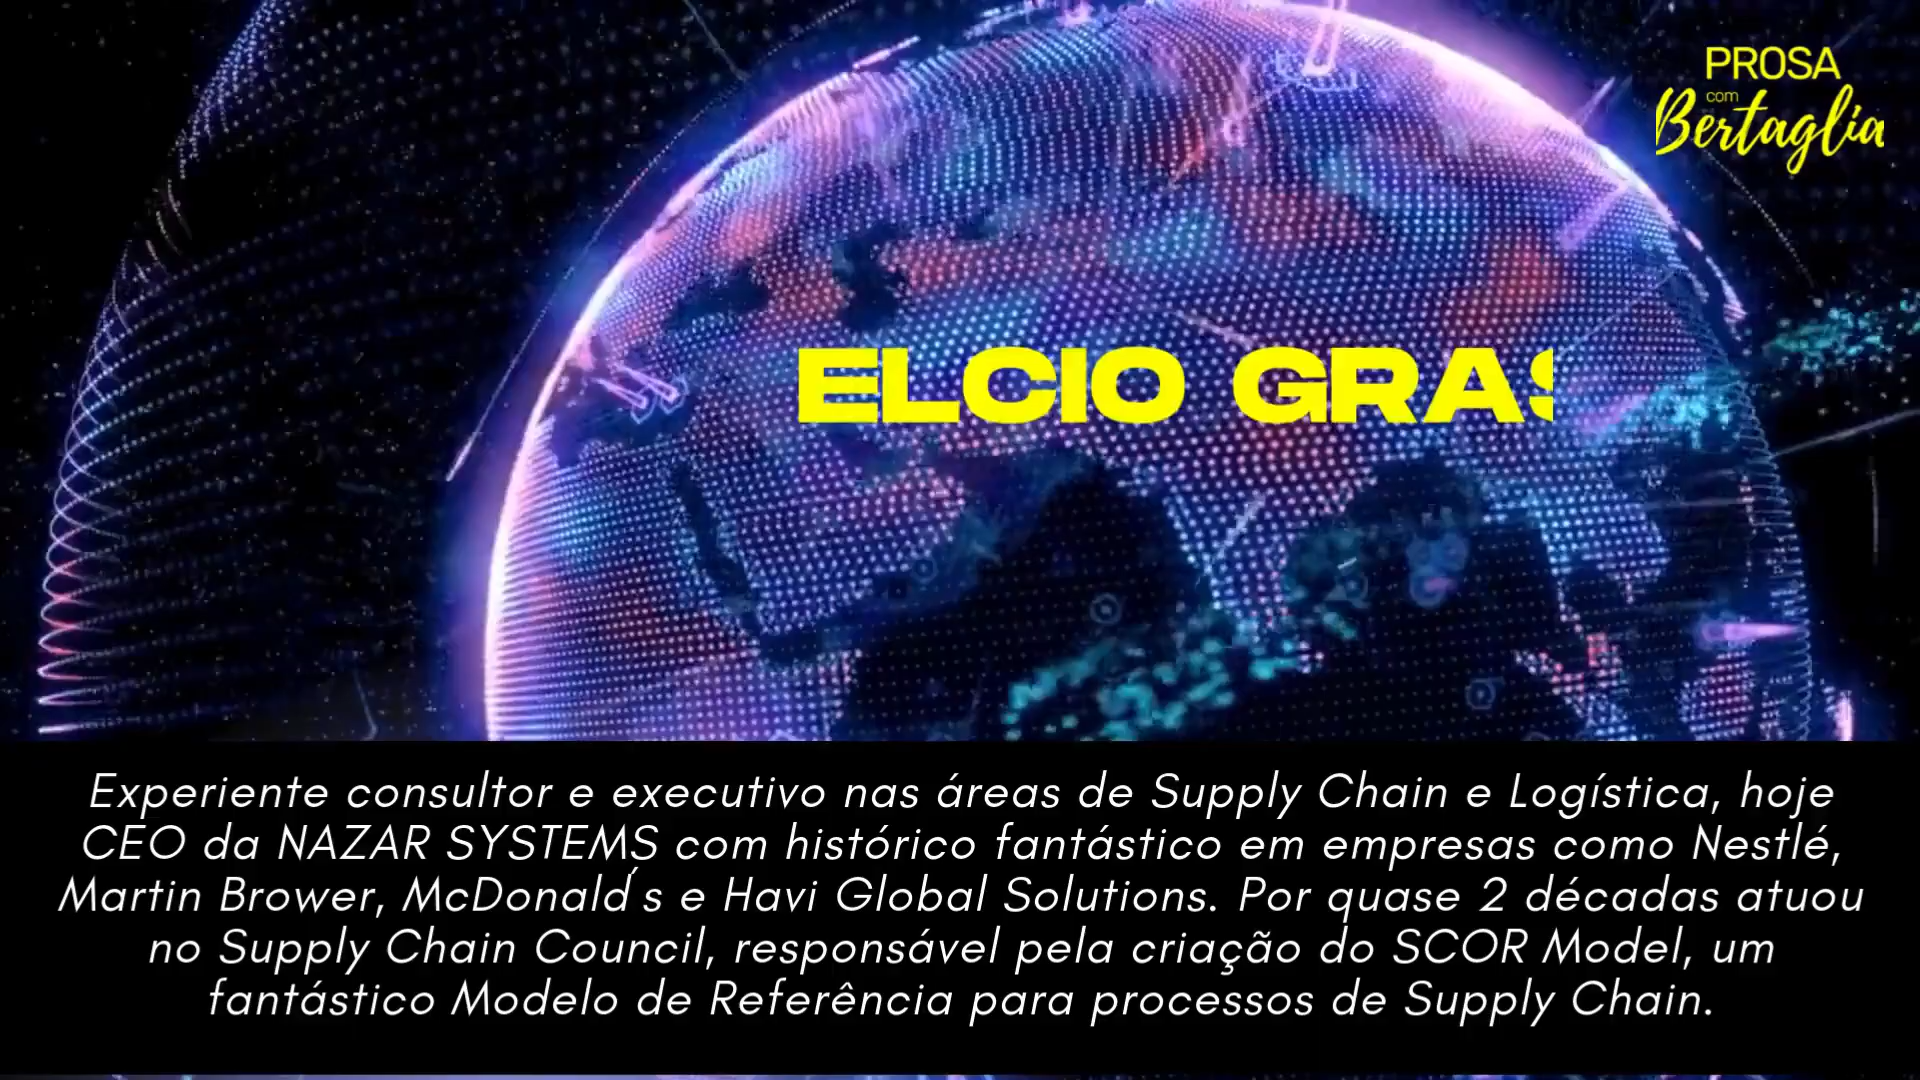 PROSA
com
Bertaglia
ELCIO GRAS
Experiente consultor e executivo nas áreas de Supply Chain e Logística, hoje
CEO da NAZAR SYSTEMS com histórico fantástico em empresas como Nestlé,
Martin Brower, McDonald´s e Havi Global Solutions. Por quase 2 décadas atuou
no Supply Chain Council, responsável pela criação do SCOR Model, um
fantástico Modelo de Referência para processos de Supply Chain.